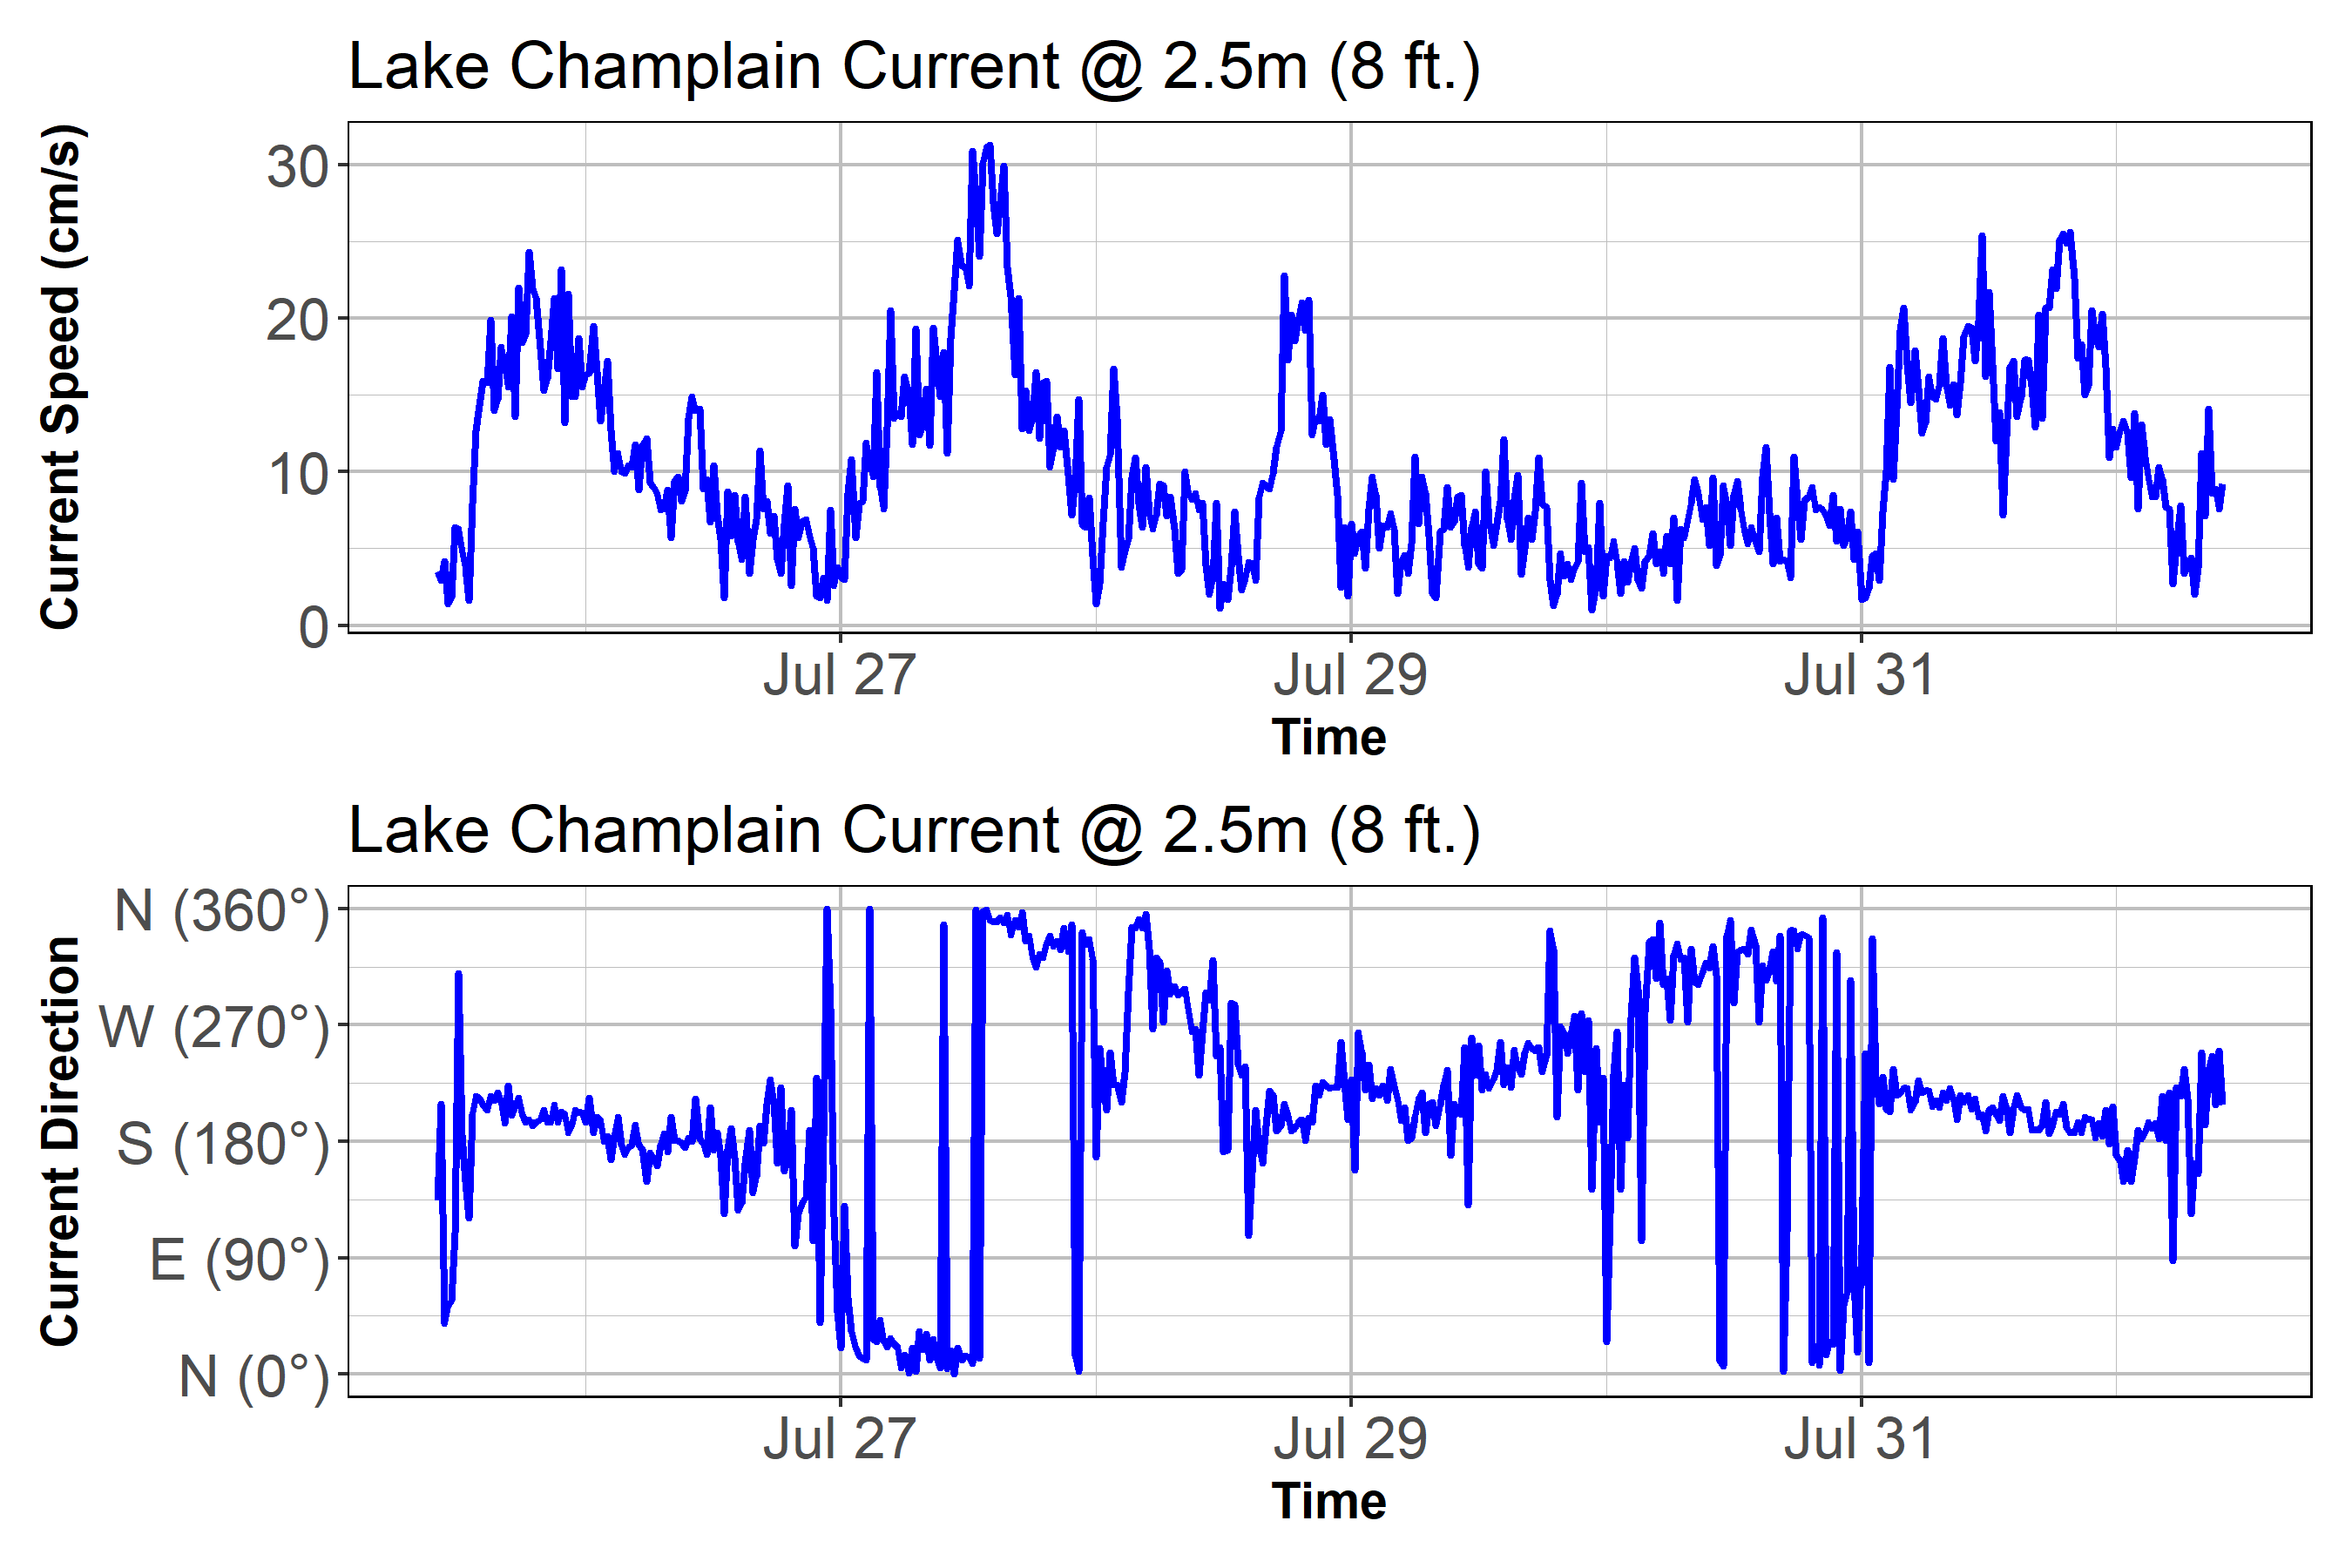 Lake Champlain Current @ 2.5m (8 ft.)
Current Speed (cm/s)
30
20
10
0
Jul 27 Jul 29 Jul 31
Time
Lake Champlain Current @ 2.5m (8 ft.)
Current Direction
N (360°)
W (270°)
S (180°)
E (90°)
N (0°)
Jul 27 Jul 29 Jul 31
Time